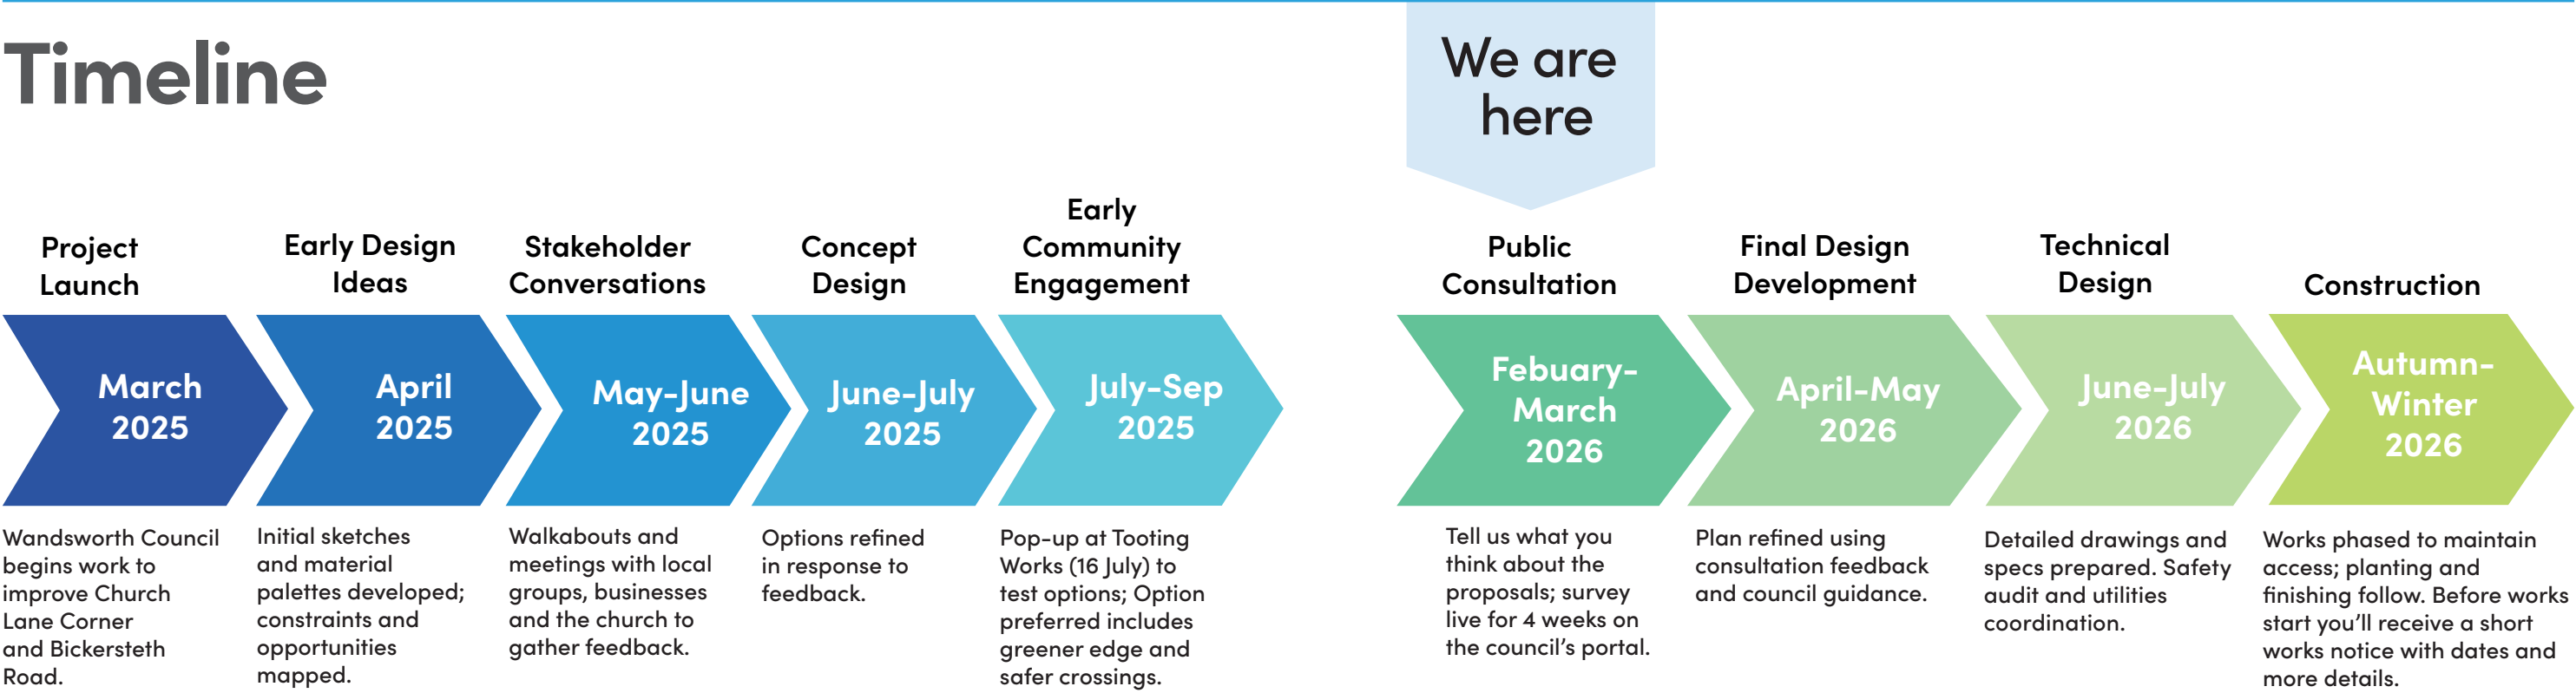 Timeline
We are
here
Project
Launch
March
2025
Wandsworth Council
begins work to
improve Church
Lane Corner
and Bickersteth
Road.
Early Design
Ideas
April
2025
Initial sketches
and material
palettes developed;
constraints and
opportunities
mapped.
Stakeholder
Conversations
May-June
2025
Walkabouts and
meetings with local
groups, businesses
and the church to
gather feedback.
Concept
Design
June-July
2025
Options refined
in response to
feedback.
Early
Community
Engagement
July-Sep
2025
Pop-up at Tooting
Works (16 July) to
test options; Option
preferred includes
greener edge and
safer crossings.
Public
Consultation
Febuary-
March
2026
Tell us what you
think about the
proposals; survey
live for 4 weeks on
the council’s portal.
Final Design
Development
April-May
2026
Plan refined using
consultation feedback
and council guidance.
Technical
Design
June-July
2026
Detailed drawings and
specs prepared. Safety
audit and utilities
coordination.
Construction
Autumn-
Winter
2026
Works phased to maintain
access; planting and
finishing follow. Before works
start you’ll receive a short
works notice with dates and
more details.